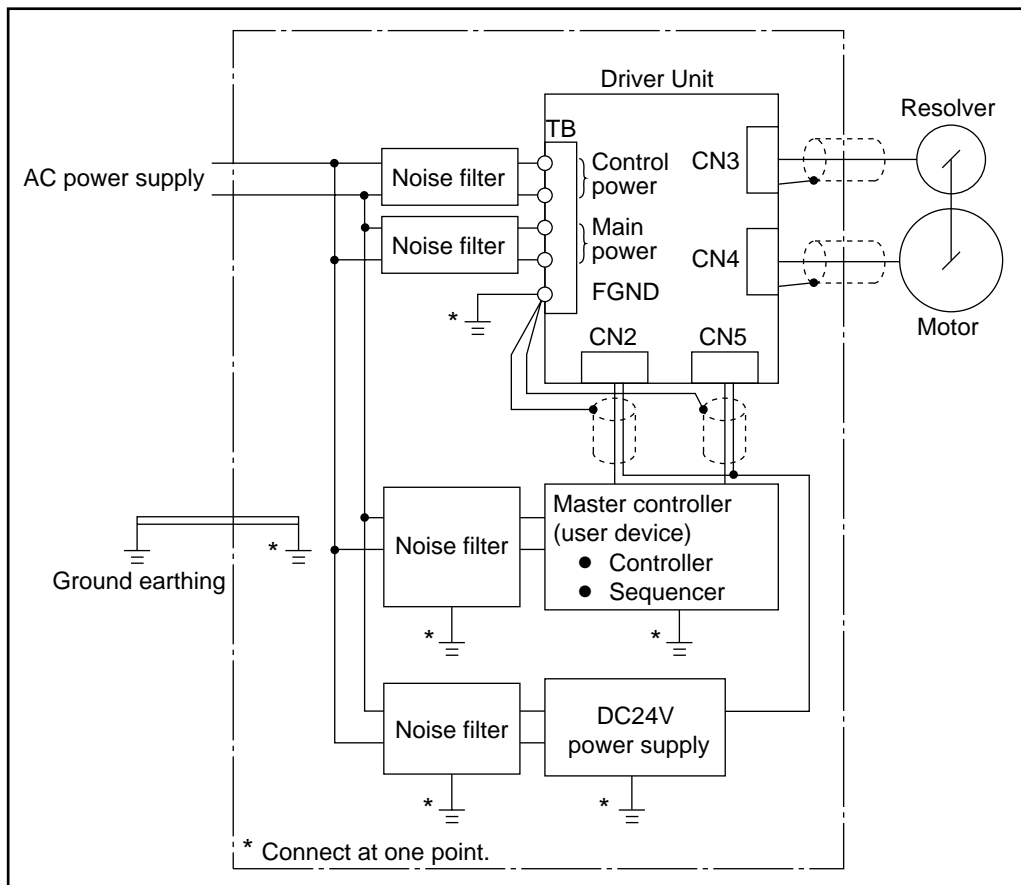 Driver Unit
Resolver
TB
AC power supply
Noise filter
Control
power
CN3
Noise filter
Main
power
CN4
*
FGND
Motor
CN2
CN5
Noise filter
Master controller
(user device)
● Controller
● Sequencer
*
Ground earthing
*
*
Noise filter
DC24V
power supply
*
*
* Connect at one point.